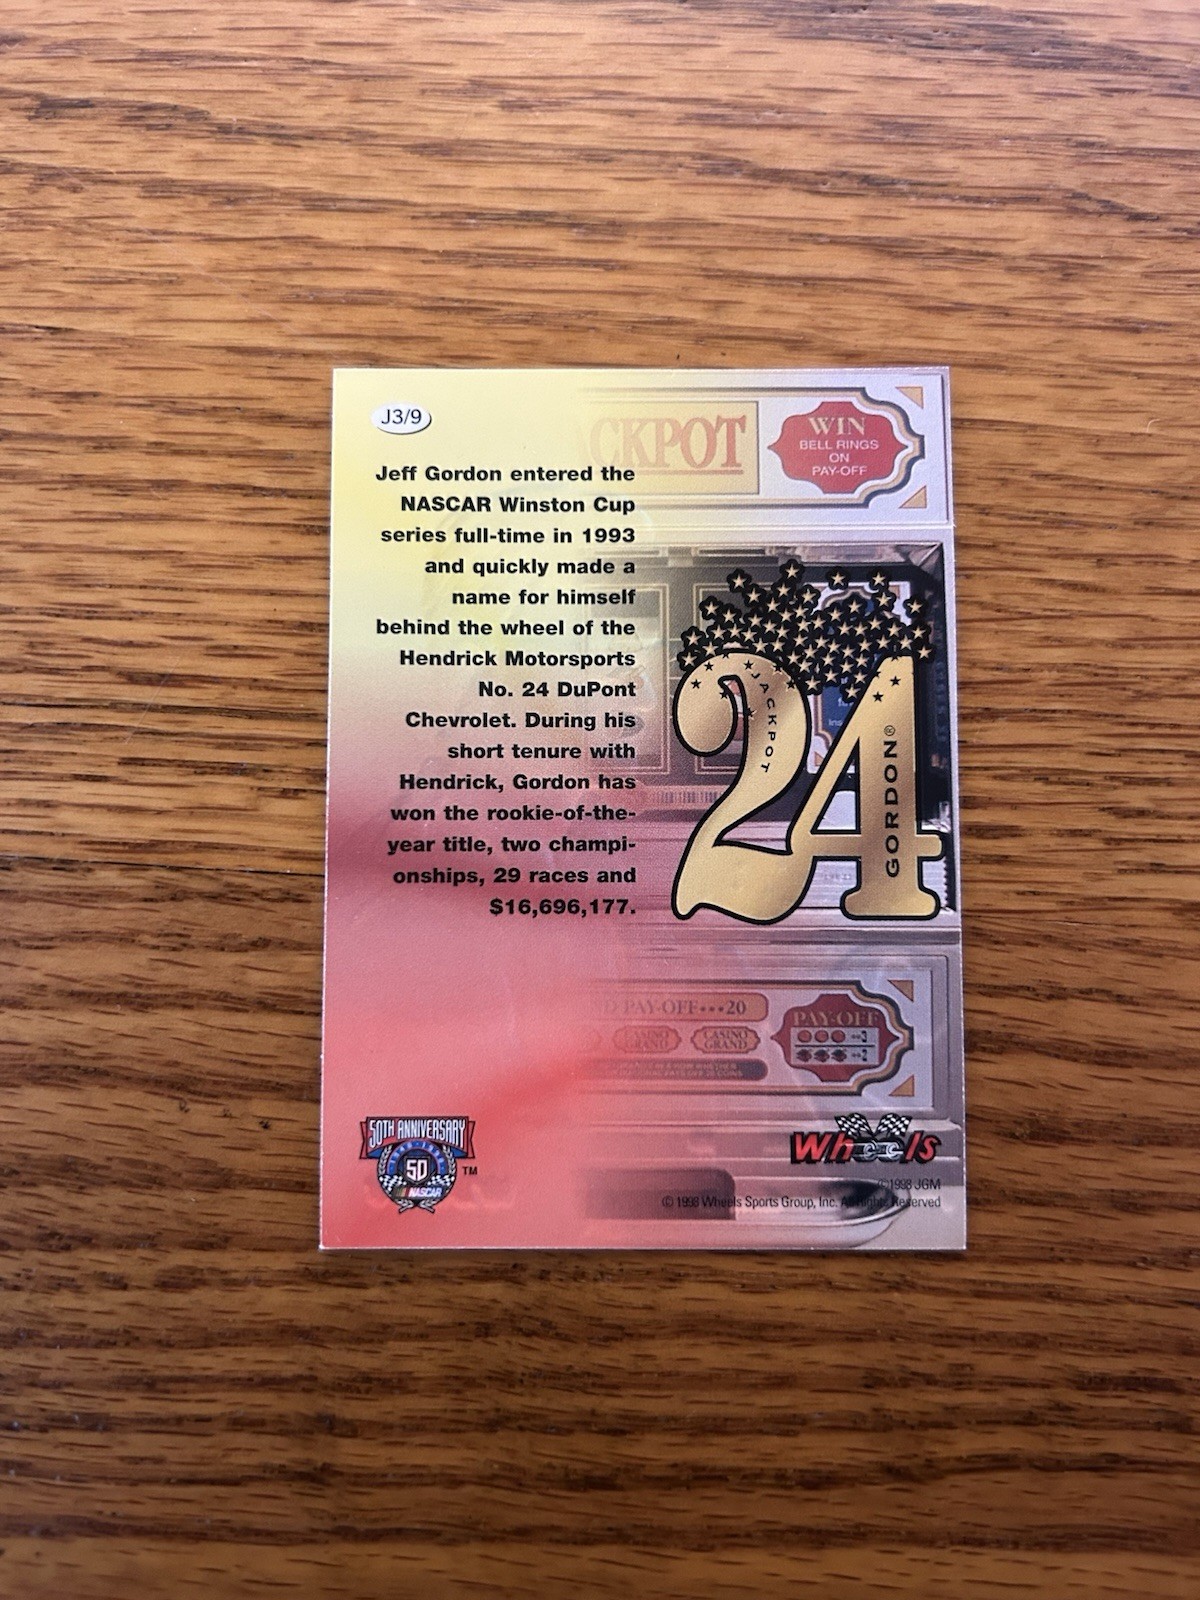 J3/9
CKPOT
WIN
BELL RINGS
ON
PAY-OFF
Jeff Gordon entered the
NASCAR Winston Cup
series full-time in 1993
and quickly made a
name for himself
behind the wheel of the
Hendrick Motorsports
No. 24 DuPont
Chevrolet. During his
short tenure with
Hendrick, Gordon has
won the rookie-of-the-
year title, two champi-
onships, 29 races and
$16,696,177.
24
JACKPOT
GORDON®
D PAY-OFF•••20
CASINO
GRAND
CASINO
GRAND
PAY-OFF
3
2
50TH ANNIVERSARY
50
NASCAR
TM
Wheels
©1998 JGM
© 1998 Wheels Sports Group, Inc. All Rights Reserved